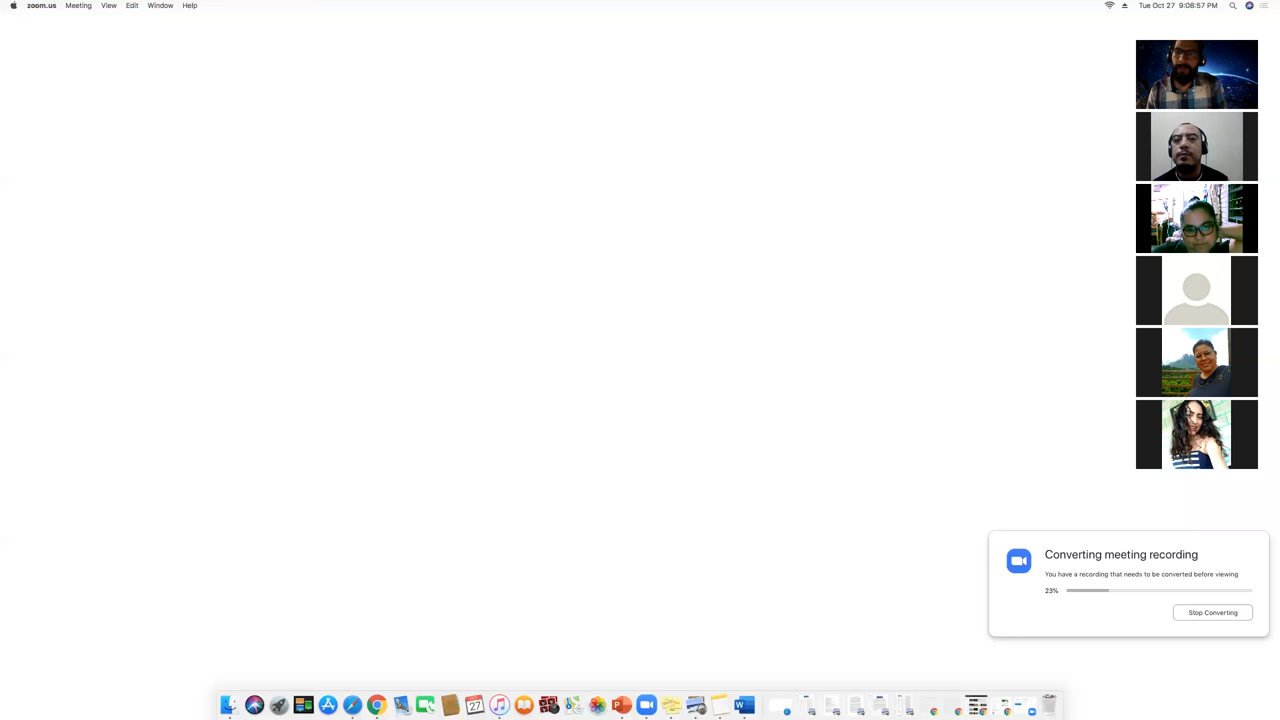 zoom.us Meeting View Edit Window Help Tue Oct 27 9:08:57 PM
Converting meeting recording
You have a recording that needs to be converted before viewing
23%
Stop Converting
27